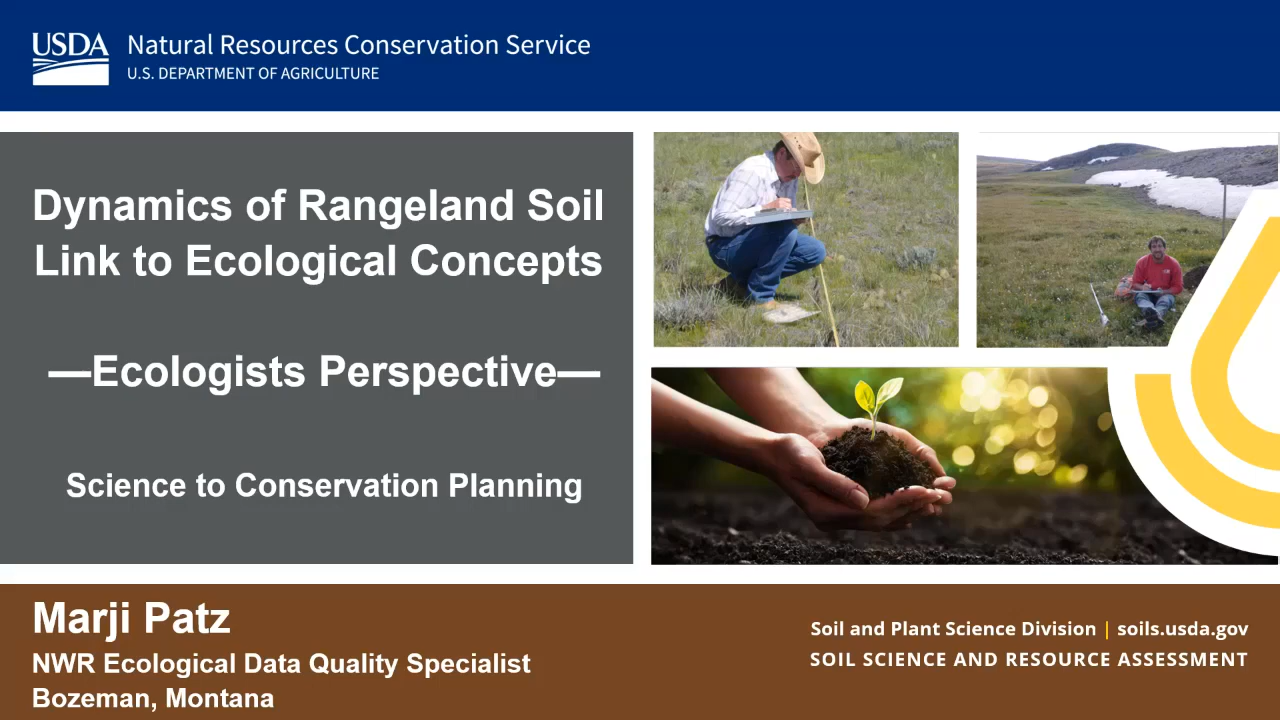 USDA
Natural Resources Conservation Service
U.S. DEPARTMENT OF AGRICULTURE
Dynamics of Rangeland Soil
Link to Ecological Concepts
—Ecologists Perspective—
Science to Conservation Planning
Marji Patz
NWR Ecological Data Quality Specialist
Bozeman, Montana
Soil and Plant Science Division | soils.usda.gov
SOIL SCIENCE AND RESOURCE ASSESSMENT